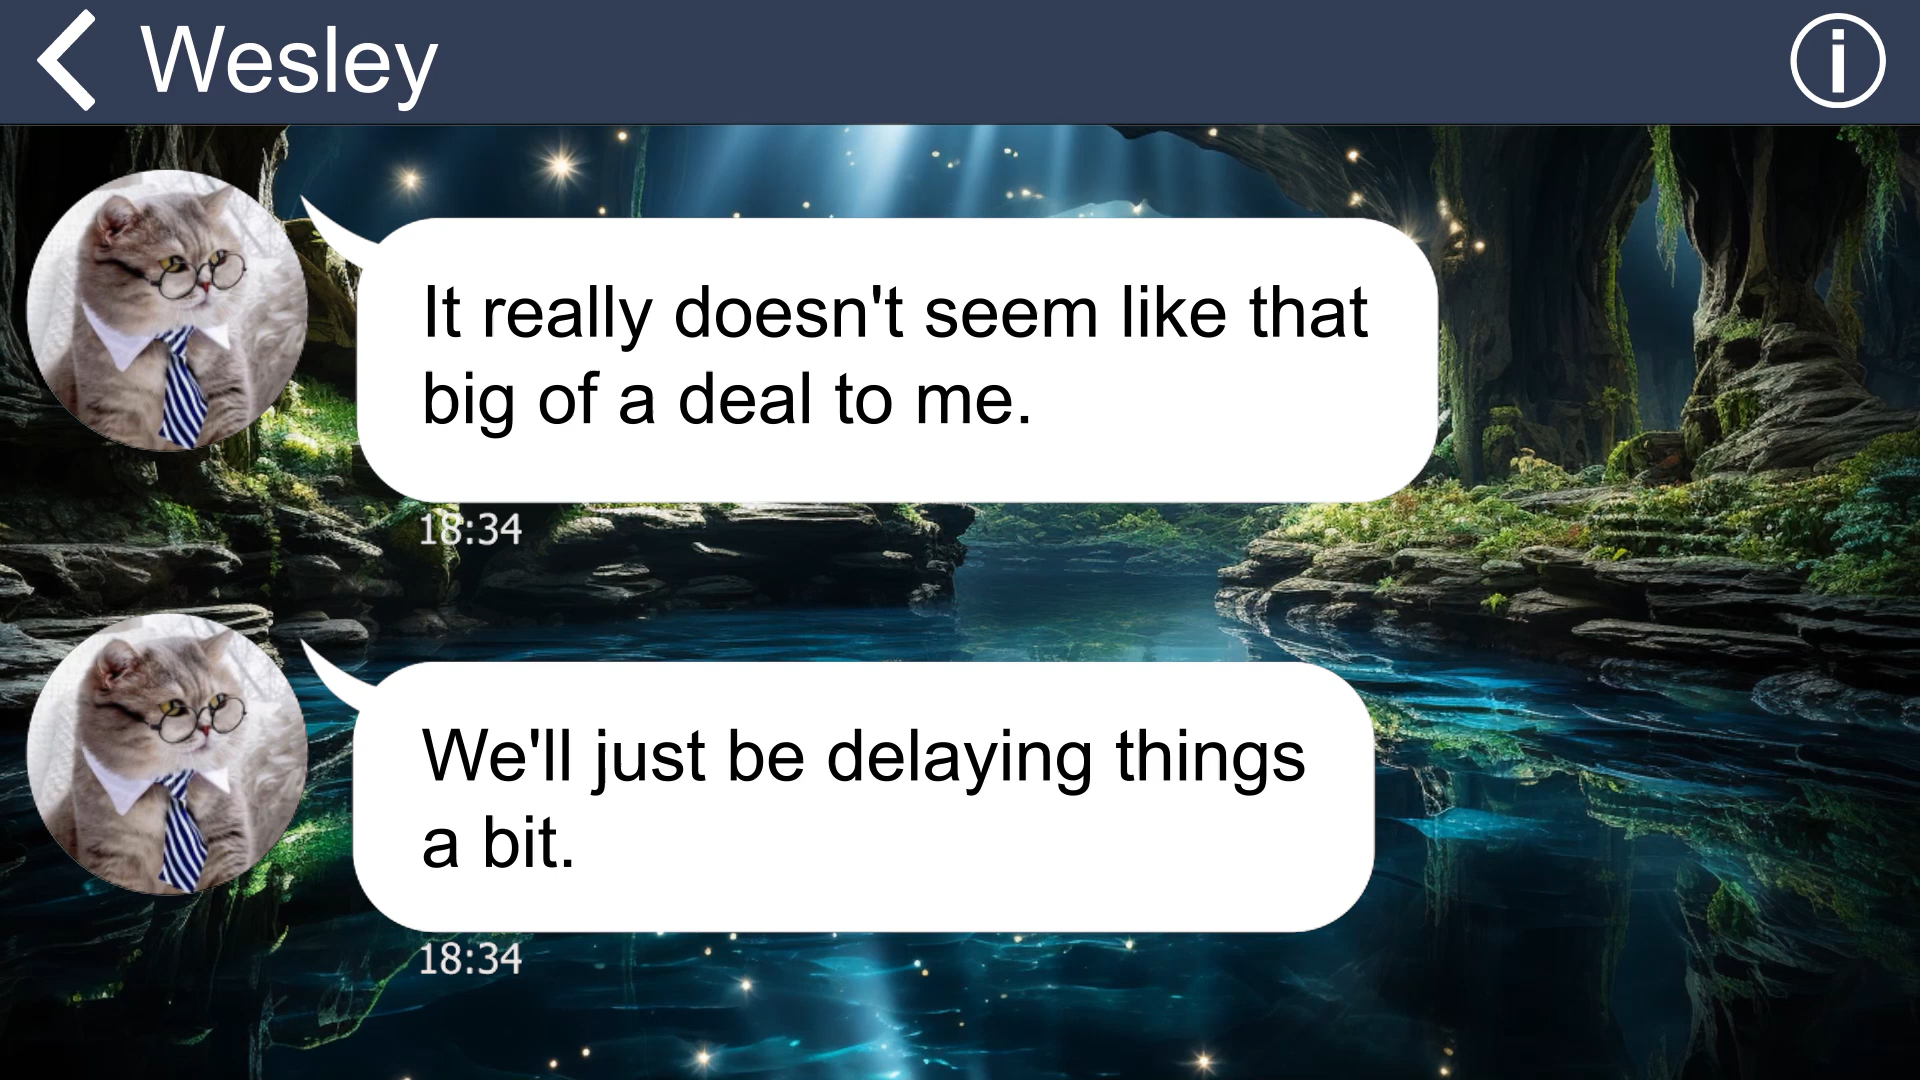 Wesley
It really doesn't seem like that
big of a deal to me.
18:34
We'll just be delaying things
a bit.
18:34